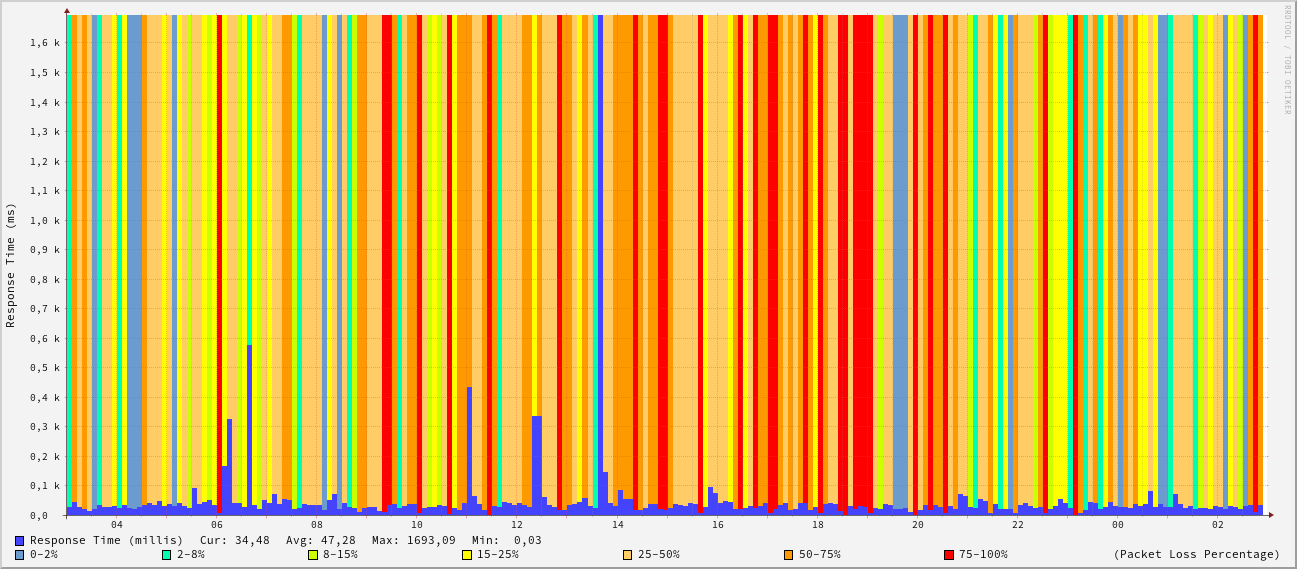 RRDTOOL / TOBI OETIKER
Response Time (ms)
1,6 k
1,5 k
1,4 k
1,3 k
1,2 k
1,1 k
1,0 k
0,9 k
0,8 k
0,7 k
0,6 k
0,5 k
0,4 k
0,3 k
0,2 k
0,1 k
0,0
04 06 08 10 12 14 16 18 20 22 00 02
Response Time (millis) Cur: 34,48 Avg: 47,28 Max: 1693,09 Min: 0,03
0-2% 2-8% 8-15% 15-25% 25-50% 50-75% 75-100% (Packet Loss Percentage)